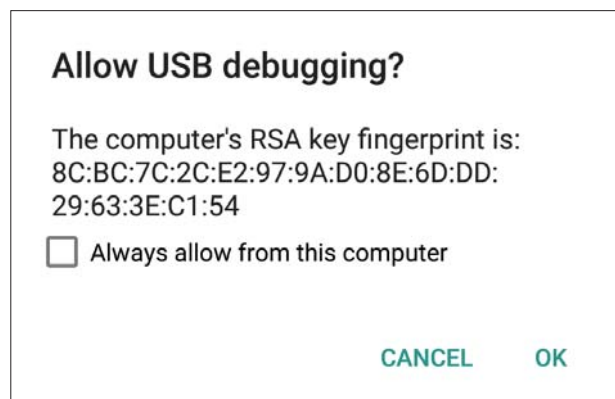 Allow USB debugging?
The computer's RSA key fingerprint is:
8C:BC:7C:2C:E2:97:9A:D0:8E:6D:DD:
29:63:3E:C1:54
Always allow from this computer
CANCEL OK